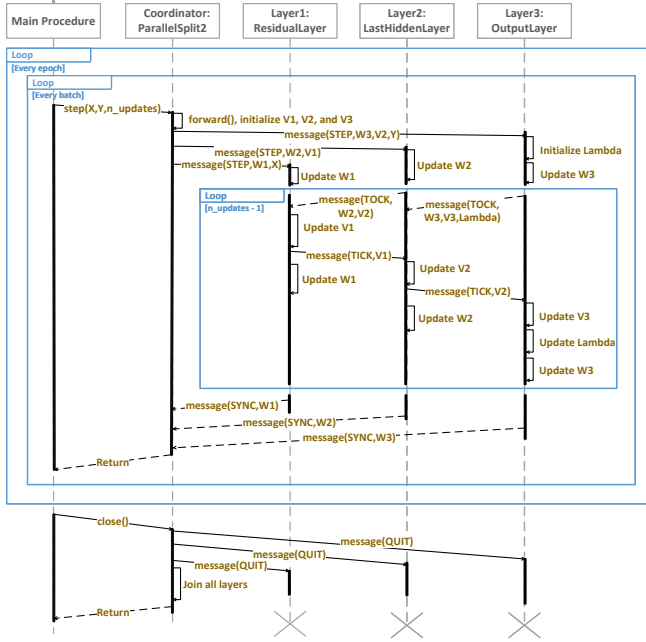 Main Procedure
Coordinator:
ParallelSplit2
Layer1:
ResidualLayer
Layer2:
LastHiddenLayer
Layer3:
OutputLayer
Loop
[Every epoch]
Loop
[Every batch]
step(X,Y,n_updates)
forward(), initialize V1, V2, and V3
message(STEP,W3,V2,Y)
Initialize Lambda
message(STEP,W2,V1)
message(STEP,W1,X)
Update W2
Update W3
Update W1
Loop
[n_updates - 1]
message(TOCK,
W2,V2)
message(TOCK,
W3,V3,Lambda)
Update V1
message(TICK,V1)
Update V2
Update W1
message(TICK,V2)
Update V3
Update W2
Update Lambda
Update W3
message(SYNC,W1)
message(SYNC,W2)
message(SYNC,W3)
Return
close()
message(QUIT)
message(QUIT)
message(QUIT)
Join all layers
Return